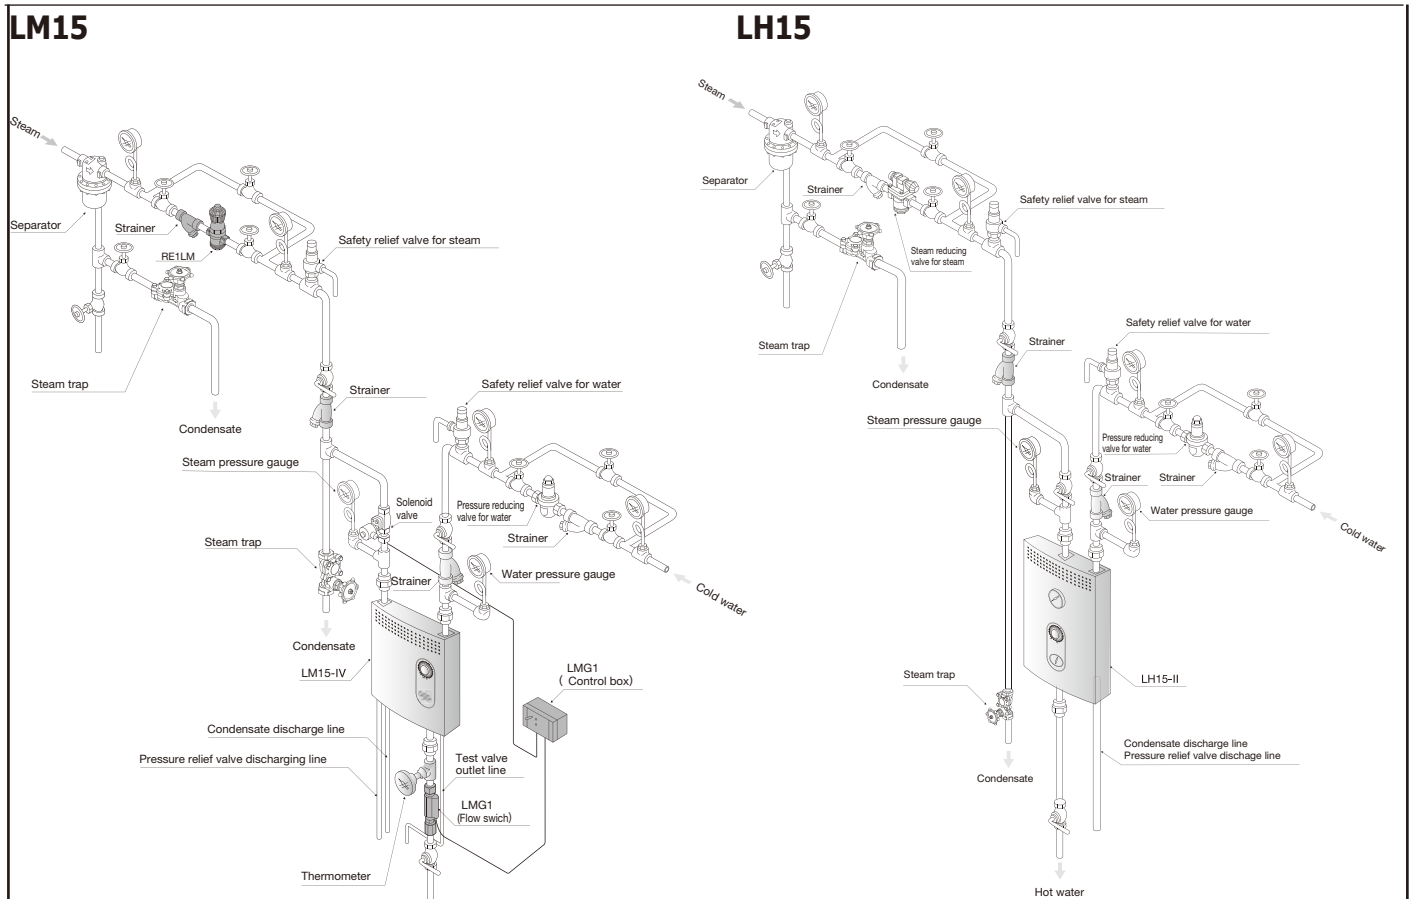 LM15
Steam
Separator
Strainer
RE1LM
Safety relief valve for steam
Steam trap
Strainer
Condensate
Safety relief valve for water
Steam pressure gauge
Solenoid
valve
Pressure reducing
valve for water
Strainer
Steam trap
Strainer
Water pressure gauge
Cold water
Condensate
LM15-IV
LMG1
( Control box)
Condensate discharge line
Pressure relief valve discharging line
Test valve
outlet line
LMG1
(Flow swich)
Thermometer
LH15
Steam
Separator
Strainer
Safety relief valve for steam
Steam reducing
valve for steam
Steam trap
Strainer
Safety relief valve for water
Condensate
Steam pressure gauge
Pressure reducing
valve for water
Strainer
Strainer
Water pressure gauge
Cold water
Steam trap
LH15-II
Condensate discharge line
Pressure relief valve dischage line
Condensate
Hot water